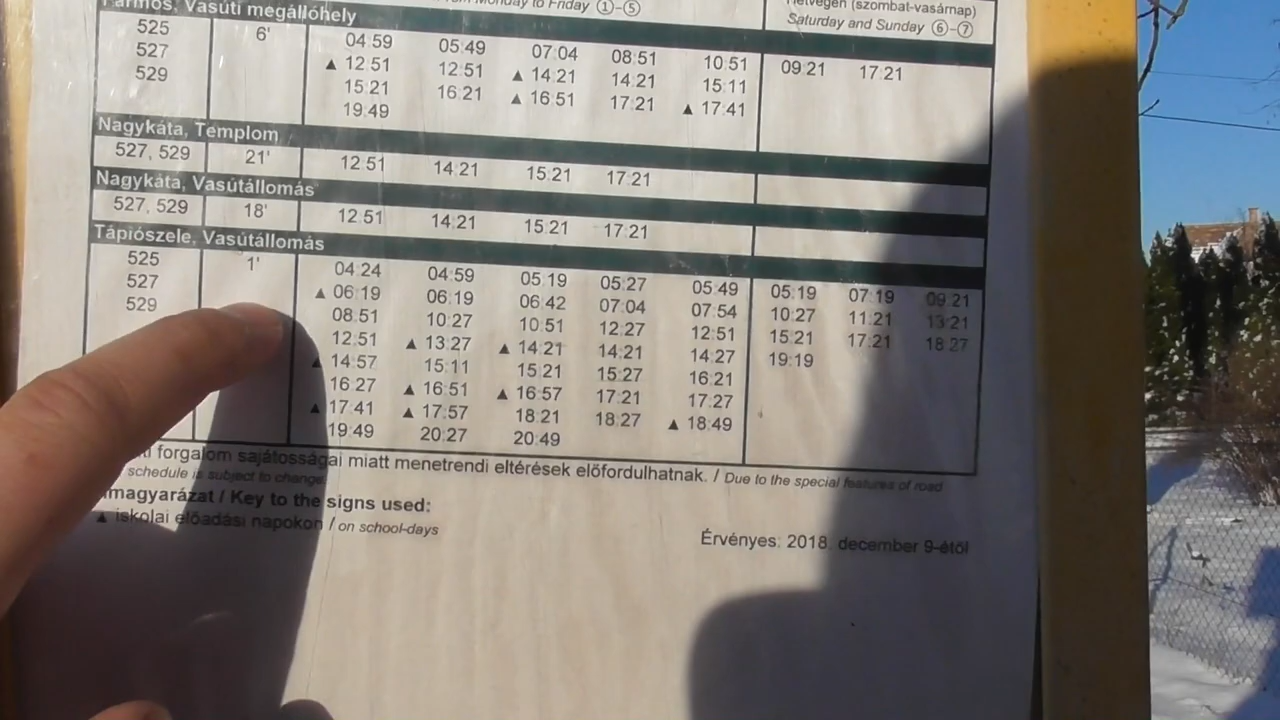 from Monday to Friday ①–⑤
Hétvégén (szombat-vasárnap)
Saturday and Sunday ⑥–⑦
Farmos, Vasúti megállóhely
525 6' 04:59 05:49 07:04 08:51 10:51 09:21 17:21
527 ▲ 12:51 12:51 ▲ 14:21 14:21 15:11
529 15:21 16:21 ▲ 16:51 17:21 ▲ 17:41
19:49
Nagykáta, Templom
527, 529 21' 12:51 14:21 15:21 17:21
Nagykáta, Vasútállomás
527, 529 18' 12:51 14:21 15:21 17:21
Tápiószele, Vasútállomás
525 1' 04:24 04:59 05:19 05:27 05:49 05:19 07:19 09:21
527 ▲ 06:19 06:19 06:42 07:04 07:54 10:27 11:21 13:21
529 08:51 10:27 10:51 12:27 12:51 15:21 17:21 18:27
12:51 ▲ 13:27 ▲ 14:21 14:21 14:27 19:19
▲ 14:57 15:11 15:21 15:27 16:21
16:27 ▲ 16:51 ▲ 16:57 17:21 17:27
▲ 17:41 ▲ 17:57 18:21 18:27 ▲ 18:49
19:49 20:27 20:49
forgalom sajátosságai miatt menetrendi eltérések előfordulhatnak. / Due to the special features of road
schedule is subject to change
magyarázat / Key to the signs used:
▲ iskolai előadási napokon / on school-days
Érvényes: 2018. december 9-étől